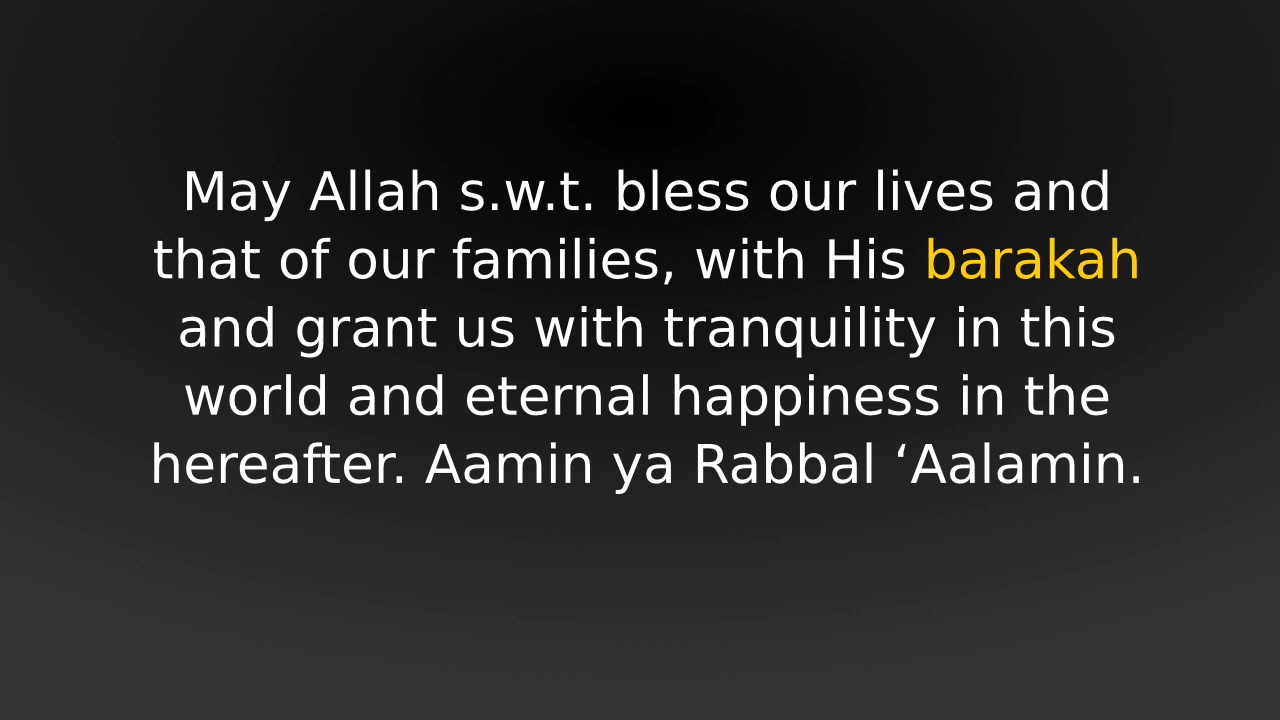 May Allah s.w.t. bless our lives and
that of our families, with His barakah
and grant us with tranquility in this
world and eternal happiness in the
hereafter. Aamin ya Rabbal ‘Aalamin.